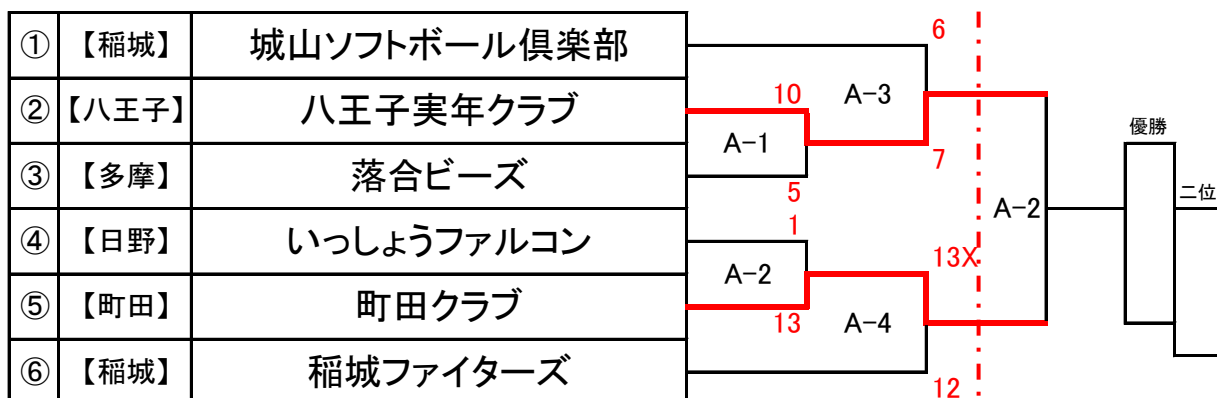 ① 【稲城】 城山ソフトボール倶楽部
② 【八王子】 八王子実年クラブ
③ 【多摩】 落合ビーズ
④ 【日野】 いっしょうファルコン
⑤ 【町田】 町田クラブ
⑥ 【稲城】 稲城ファイターズ
6
10 A-3
A-1
7
5
1
13X
A-2
13 A-4
12
A-2
優勝
二位